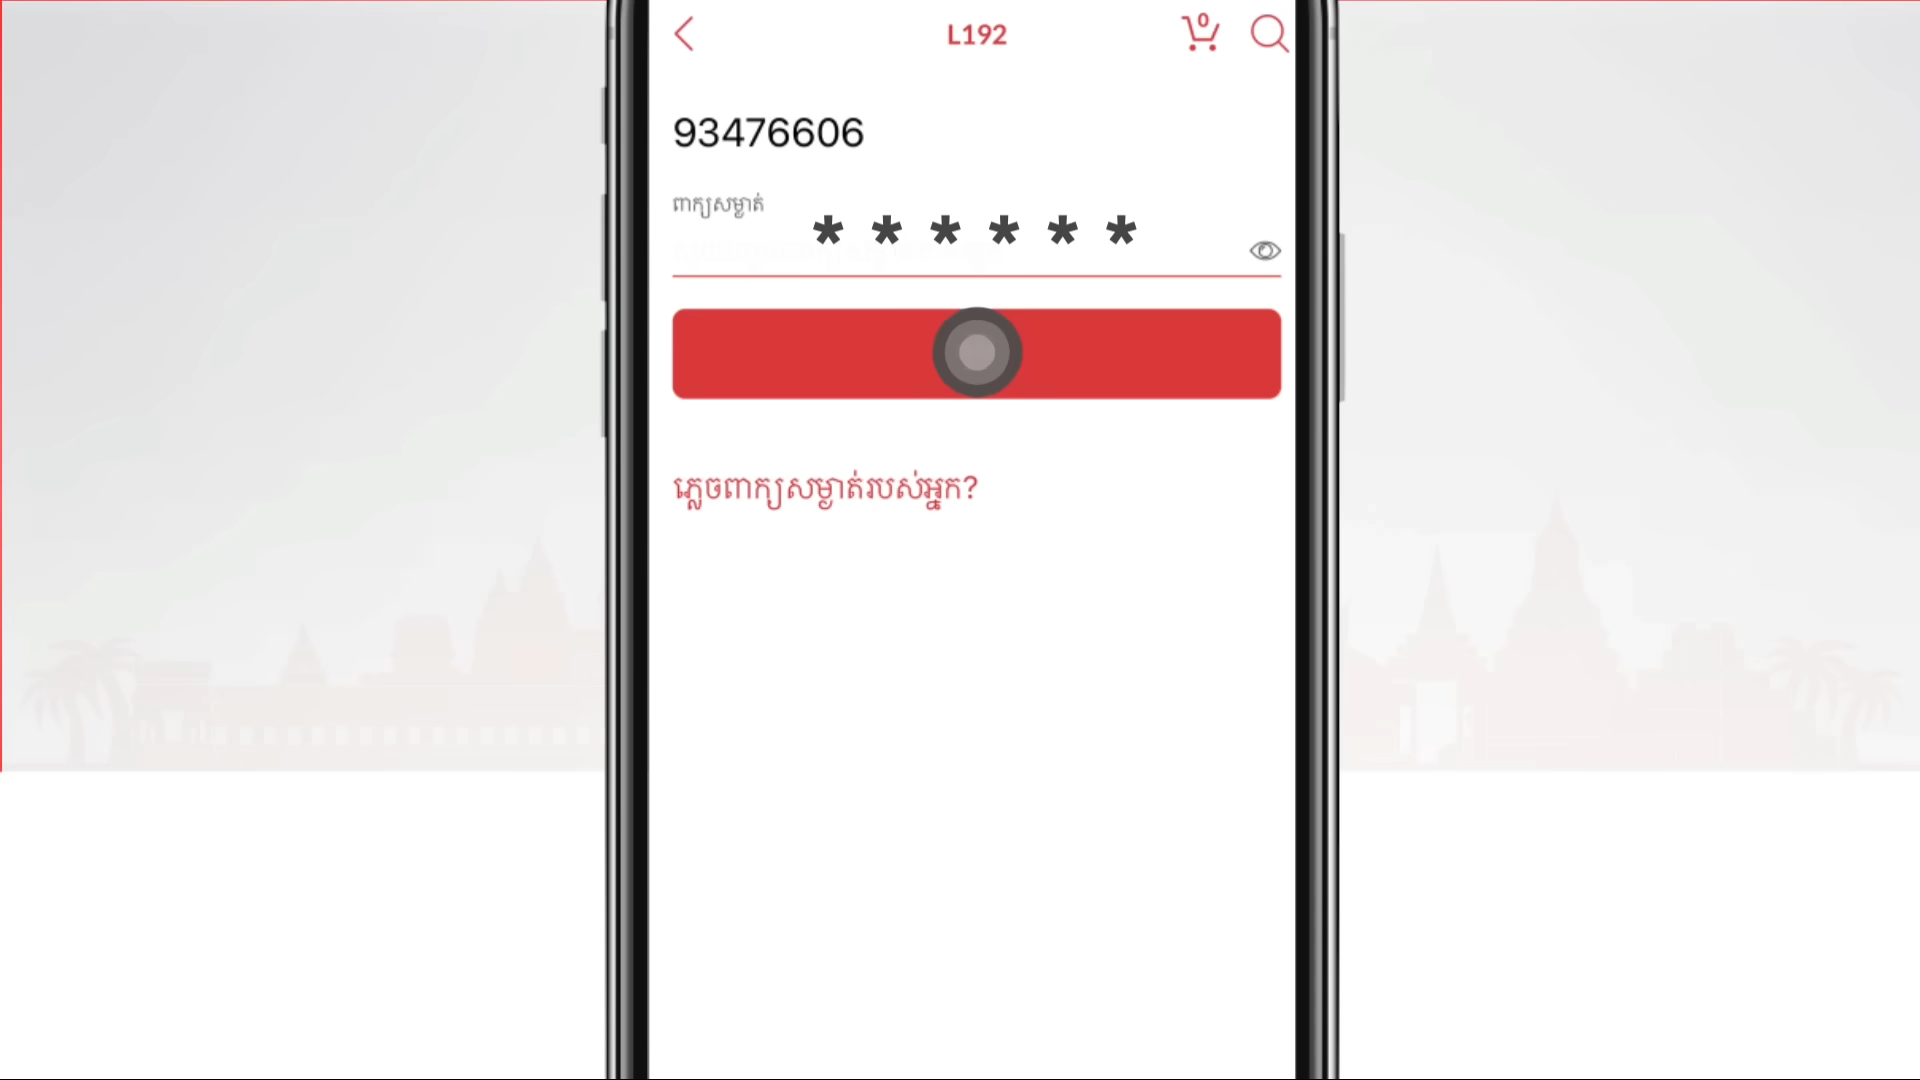 L192
0
93476606
ពាក្យសម្ងាត់
* * * * * *
ភ្លេចពាក្យសម្ងាត់របស់អ្នក?